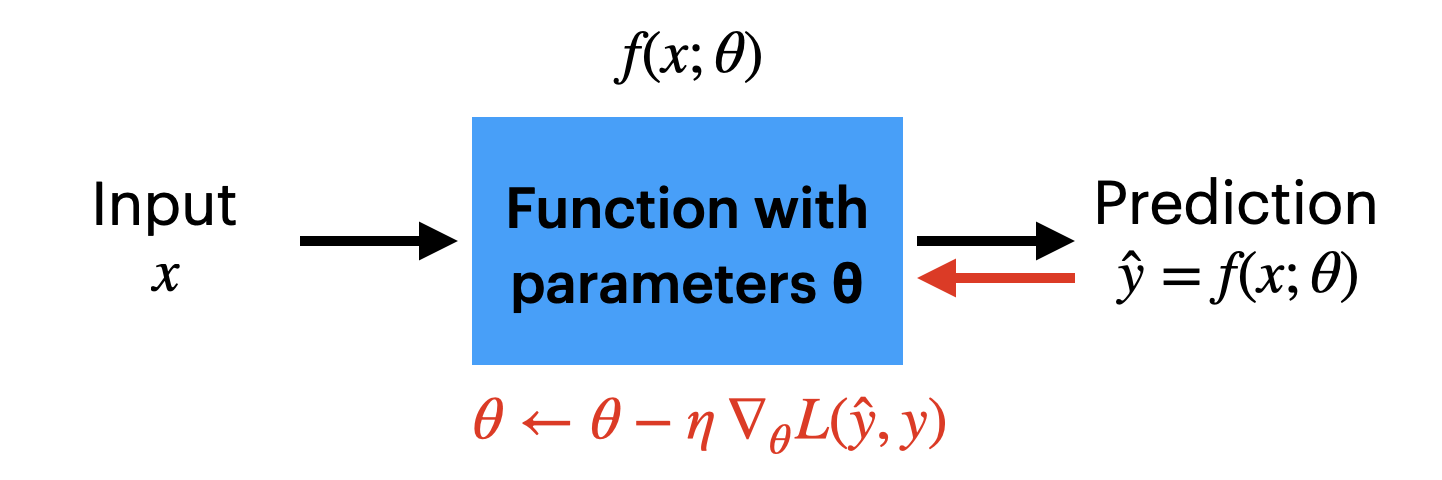 f(x; θ)
Input
x
Function with
parameters θ
Prediction
ŷ = f(x; θ)
θ ← θ − η ∇θL(ŷ, y)